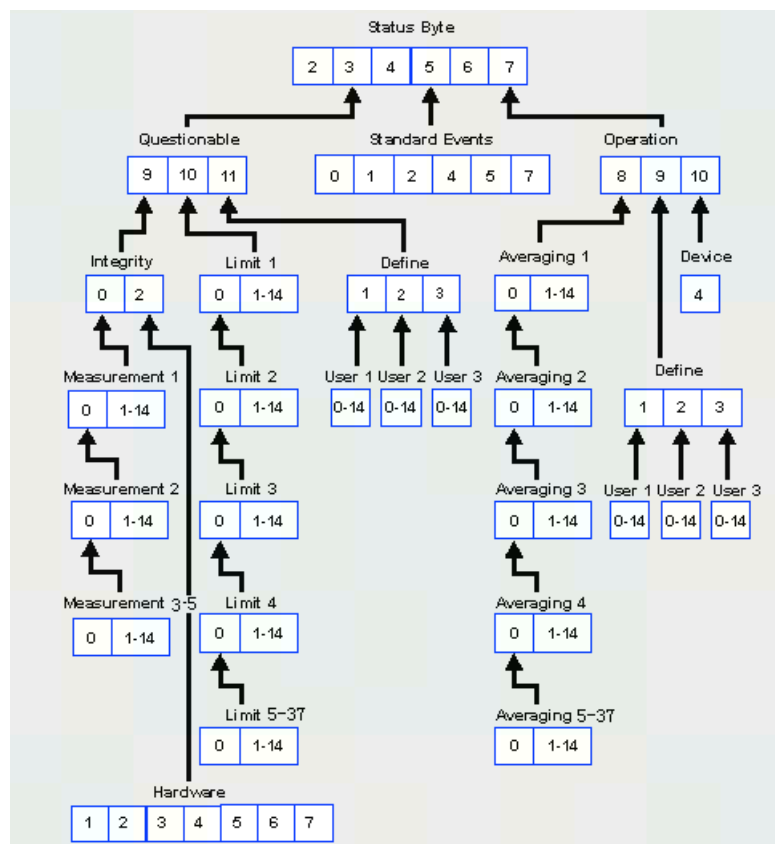 Status Byte
2 3 4 5 6 7
Questionable Standard Events Operation
9 10 11 0 1 2 4 5 7 8 9 10
Integrity Limit 1 Define Averaging 1 Device
0 2 0 1-14 1 2 3 0 1-14 4
Measurement 1 Limit 2 User 1 User 2 User 3 Averaging 2 Define
0 1-14 0 1-14 0-14 0-14 0-14 0 1-14 1 2 3
Measurement 2 Limit 3 Averaging 3 User 1 User 2 User 3
0 1-14 0 1-14 0 1-14 0-14 0-14 0-14
Measurement 3-5 Limit 4 Averaging 4
0 1-14 0 1-14 0 1-14
Limit 5-37 Averaging 5-37
0 1-14 0 1-14
Hardware
1 2 3 4 5 6 7